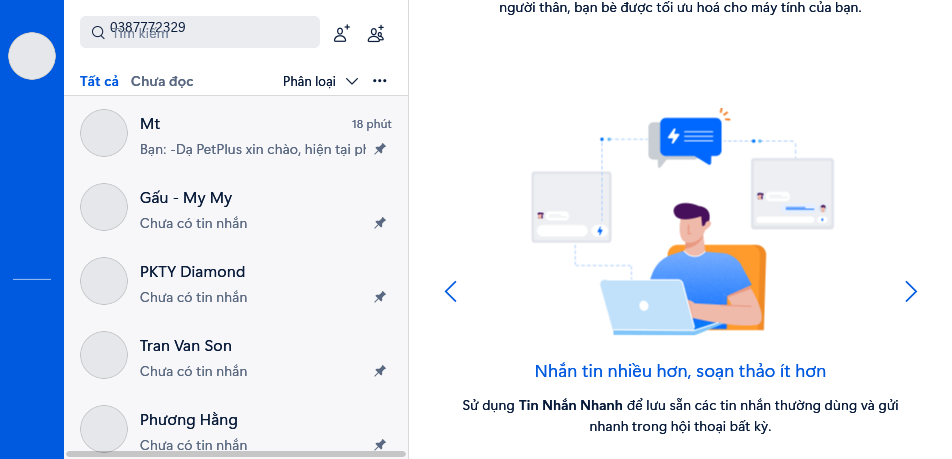 0387772329
Tìm kiếm
Tất cả Chưa đọc Phân loại
Mt 18 phút
Bạn: -Dạ PetPlus xin chào, hiện tại ph
Gấu - My My
Chưa có tin nhắn
PKTY Diamond
Chưa có tin nhắn
Tran Van Son
Chưa có tin nhắn
Phương Hằng
Chưa có tin nhắn
người thân, bạn bè được tối ưu hoá cho máy tính của bạn.
Nhắn tin nhiều hơn, soạn thảo ít hơn
Sử dụng Tin Nhắn Nhanh để lưu sẵn các tin nhắn thường dùng và gửi
nhanh trong hội thoại bất kỳ.